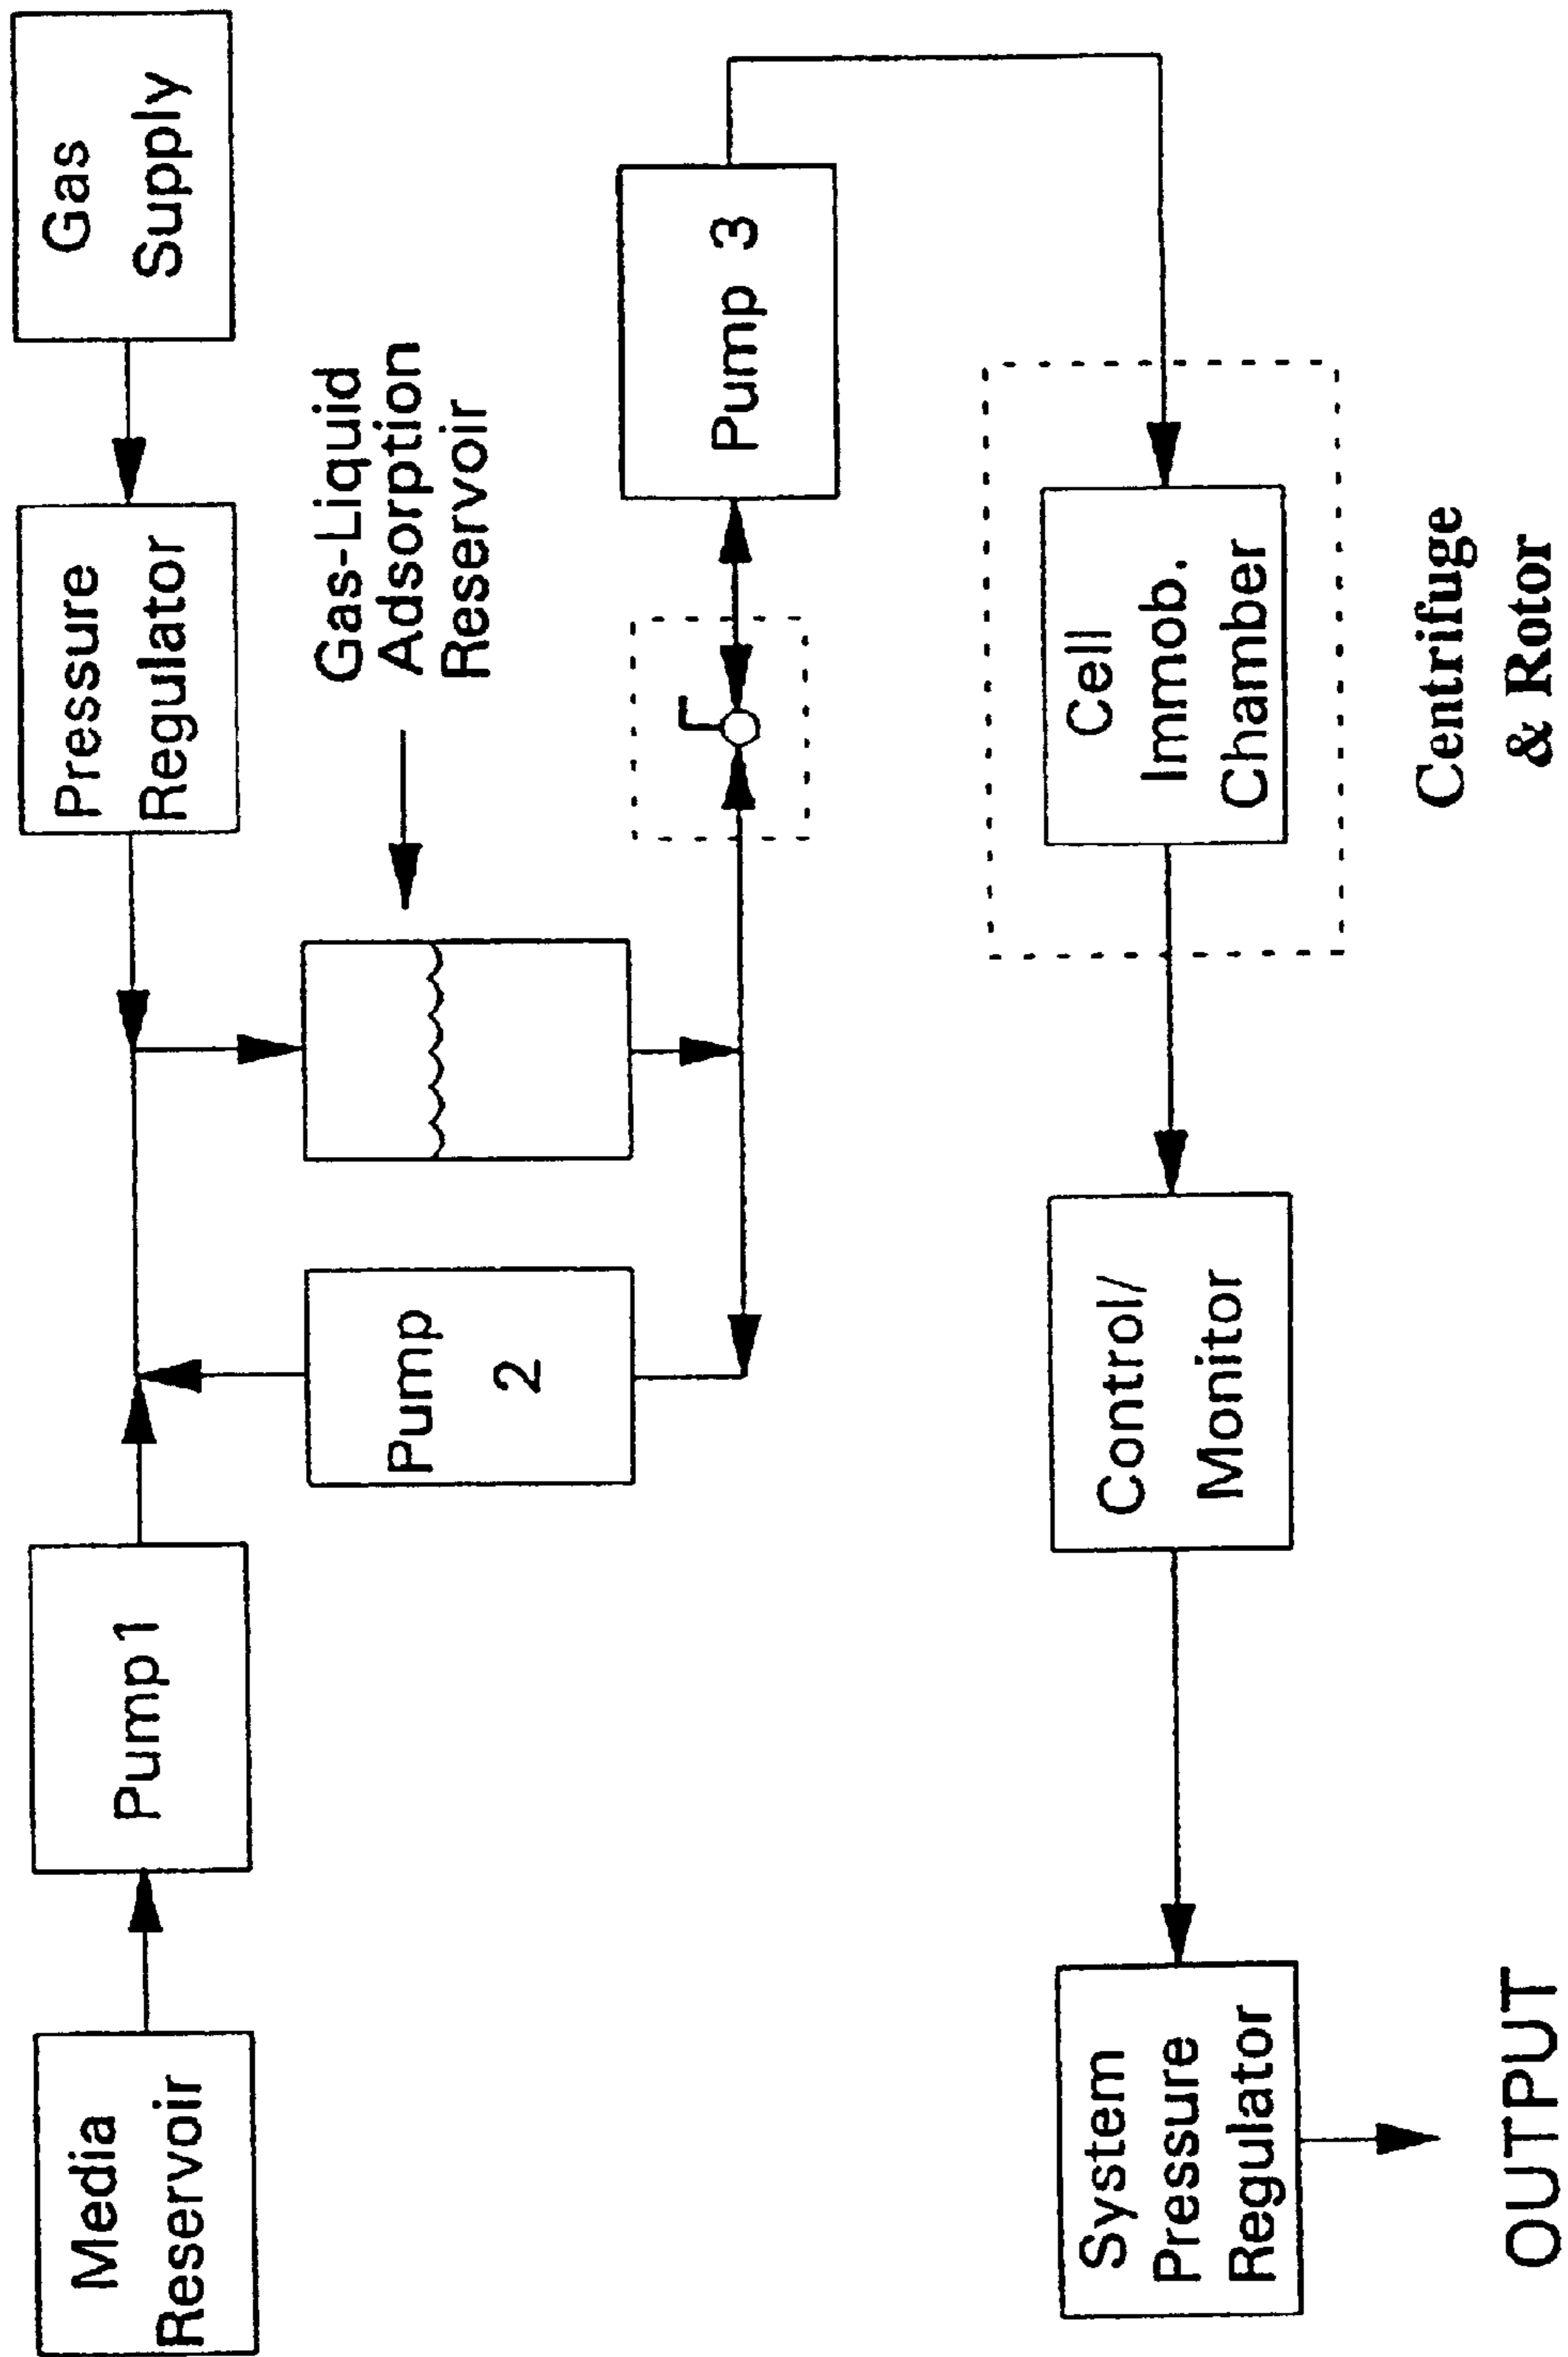 Media
Reservoir
Pump 1
Pump
2
Pressure
Regulator
Gas
Supply
Gas-Liquid
Adsorption
Reservoir
Pump 3
System
Pressure
Regulator
Control/
Monitor
Cell
Immob.
Chamber
OUTPUT
Centrifuge
& Rotor